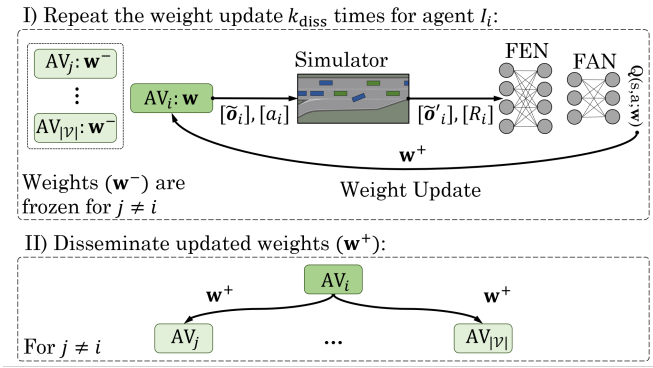 I) Repeat the weight update k_diss times for agent I_i:
AV_j: w⁻
⋮
AV_|𝒱|: w⁻
AV_i: w
Simulator
FEN
FAN
[õ_i], [a_i]
[õ'_i], [R_i]
Q(s,a;w)
w⁺
Weight Update
Weights (w⁻) are
frozen for j ≠ i
II) Disseminate updated weights (w⁺):
AV_i
w⁺
w⁺
AV_j
...
AV_|𝒱|
For j ≠ i